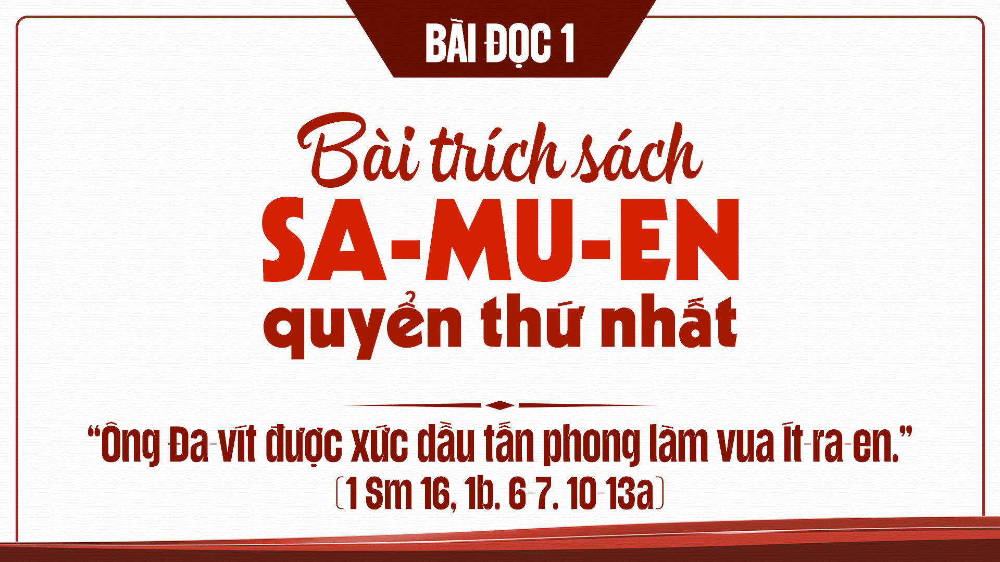 BÀI ĐỌC 1
Bài trích sách
SA-MU-EN
quyển thứ nhất
“Ông Đa-vít được xức dầu tấn phong làm vua Ít-ra-en.”
(1 Sm 16, 1b. 6-7. 10-13a)